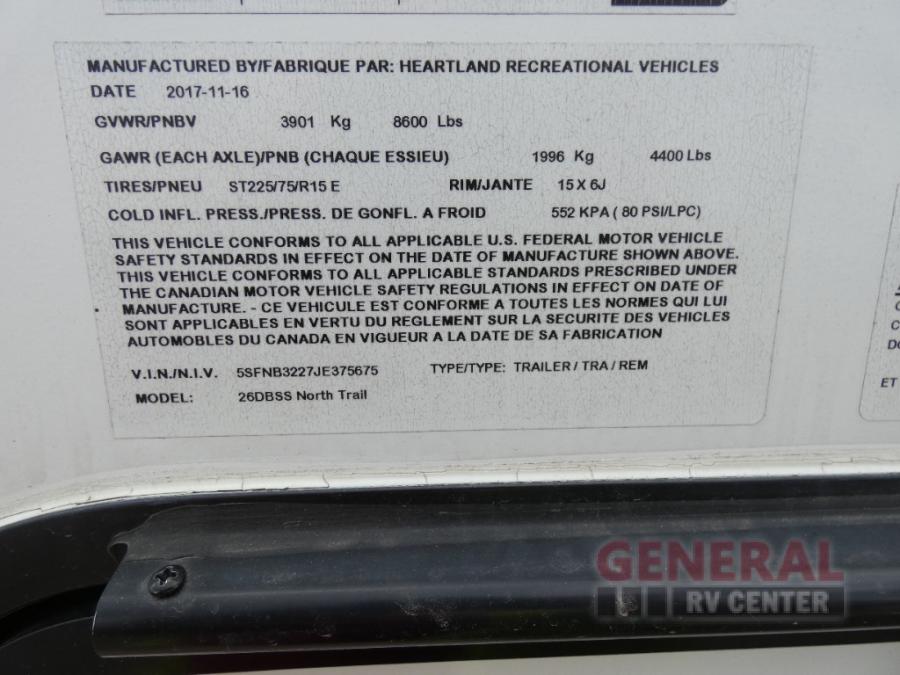 MANUFACTURED BY/FABRIQUE PAR: HEARTLAND RECREATIONAL VEHICLES
DATE 2017-11-16
GVWR/PNBV 3901 Kg 8600 Lbs
GAWR (EACH AXLE)/PNB (CHAQUE ESSIEU) 1996 Kg 4400 Lbs
TIRES/PNEU ST225/75/R15 E RIM/JANTE 15 X 6J
COLD INFL. PRESS./PRESS. DE GONFL. A FROID 552 KPA ( 80 PSI/LPC)
THIS VEHICLE CONFORMS TO ALL APPLICABLE U.S. FEDERAL MOTOR VEHICLE
SAFETY STANDARDS IN EFFECT ON THE DATE OF MANUFACTURE SHOWN ABOVE.
THIS VEHICLE CONFORMS TO ALL APPLICABLE STANDARDS PRESCRIBED UNDER
THE CANADIAN MOTOR VEHICLE SAFETY REGULATIONS IN EFFECT ON DATE OF
MANUFACTURE. - CE VEHICULE EST CONFORME A TOUTES LES NORMES QUI LUI
SONT APPLICABLES EN VERTU DU REGLEMENT SUR LA SECURITE DES VEHICLES
AUTOMOBILES DU CANADA EN VIGUEUR A LA DATE DE SA FABRICATION
V.I.N./N.I.V. 5SFNB3227JE375675 TYPE/TYPE: TRAILER / TRA / REM
MODEL: 26DBSS North Trail
ET
GENERAL
RV CENTER